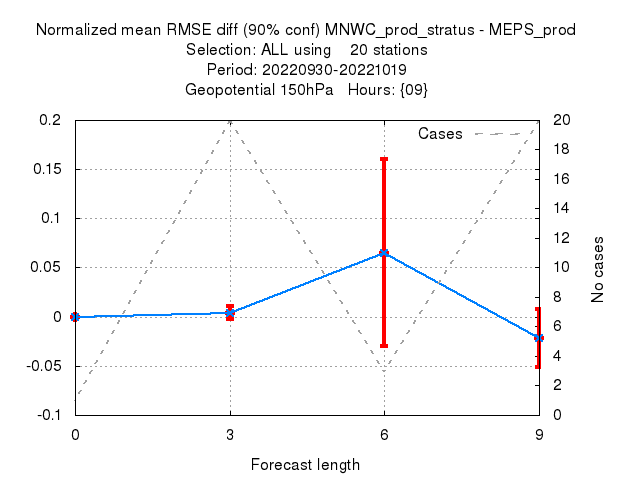 Normalized mean RMSE diff (90% conf) MNWC_prod_stratus - MEPS_prod
Selection: ALL using    20 stations
Period: 20220930-20221019
Geopotential 150hPa   Hours: {09}
Cases
0.2
0.15
0.1
0.05
0
-0.05
-0.1
20
18
16
14
12
10
8
6
4
2
0
No cases
0 3 6 9
Forecast length